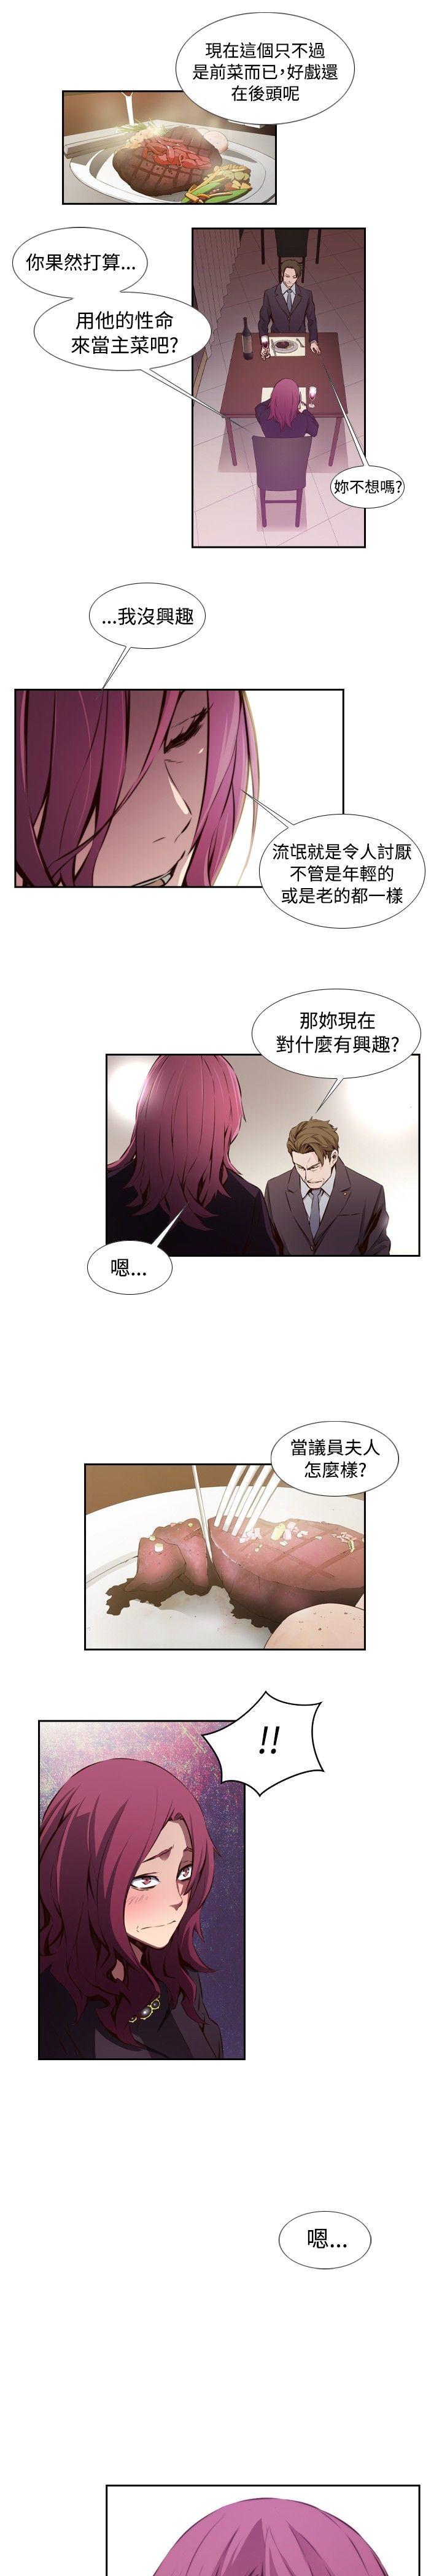 現在這個只不過
是前菜而已，好戲還
在後頭呢
你果然打算...
用他的性命
來當主菜吧?
妳不想嗎?
...我沒興趣
流氓就是令人討厭
不管是年輕的
或是老的都一樣
那妳現在
對什麼有興趣?
嗯...
當議員夫人
怎麼樣?
!!
嗯...